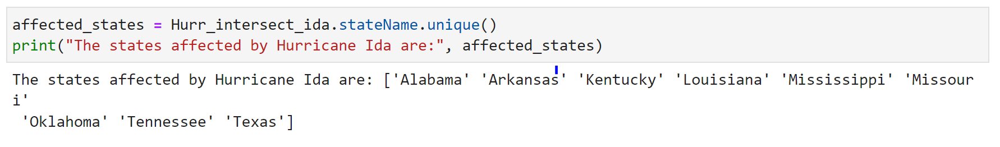 affected_states = Hurr_intersect_ida.stateName.unique()
print("The states affected by Hurricane Ida are:", affected_states)
The states affected by Hurricane Ida are: ['Alabama' 'Arkansas' 'Kentucky' 'Louisiana' 'Mississippi' 'Missour
i'
 'Oklahoma' 'Tennessee' 'Texas']